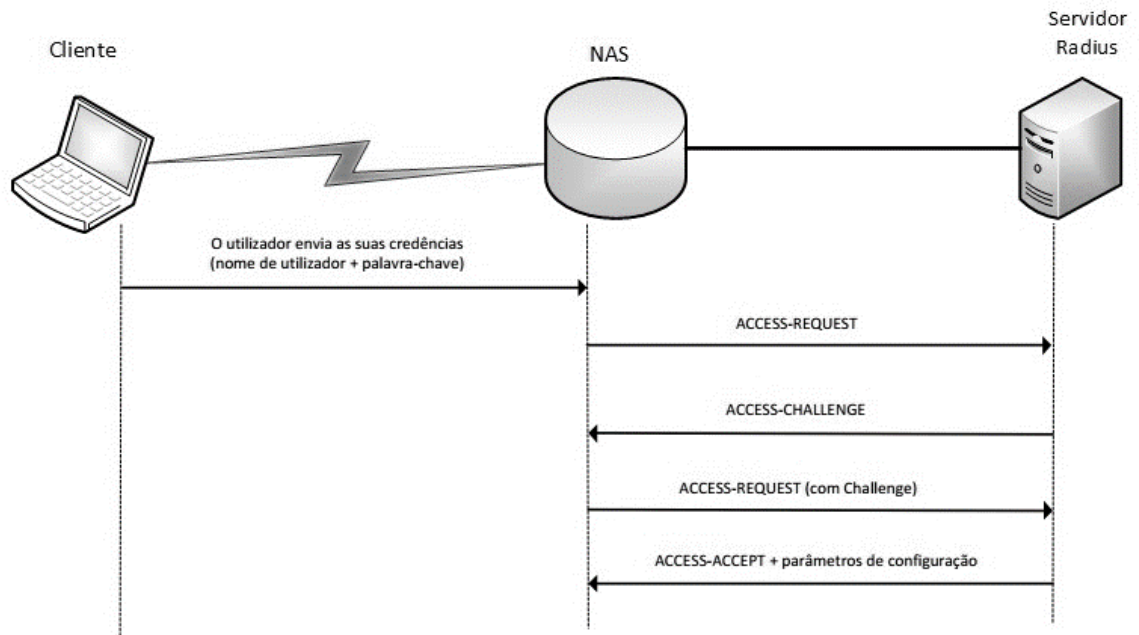 Cliente
NAS
Servidor
Radius
O utilizador envia as suas credências
(nome de utilizador + palavra-chave)
ACCESS-REQUEST
ACCESS-CHALLENGE
ACCESS-REQUEST (com Challenge)
ACCESS-ACCEPT + parâmetros de configuração